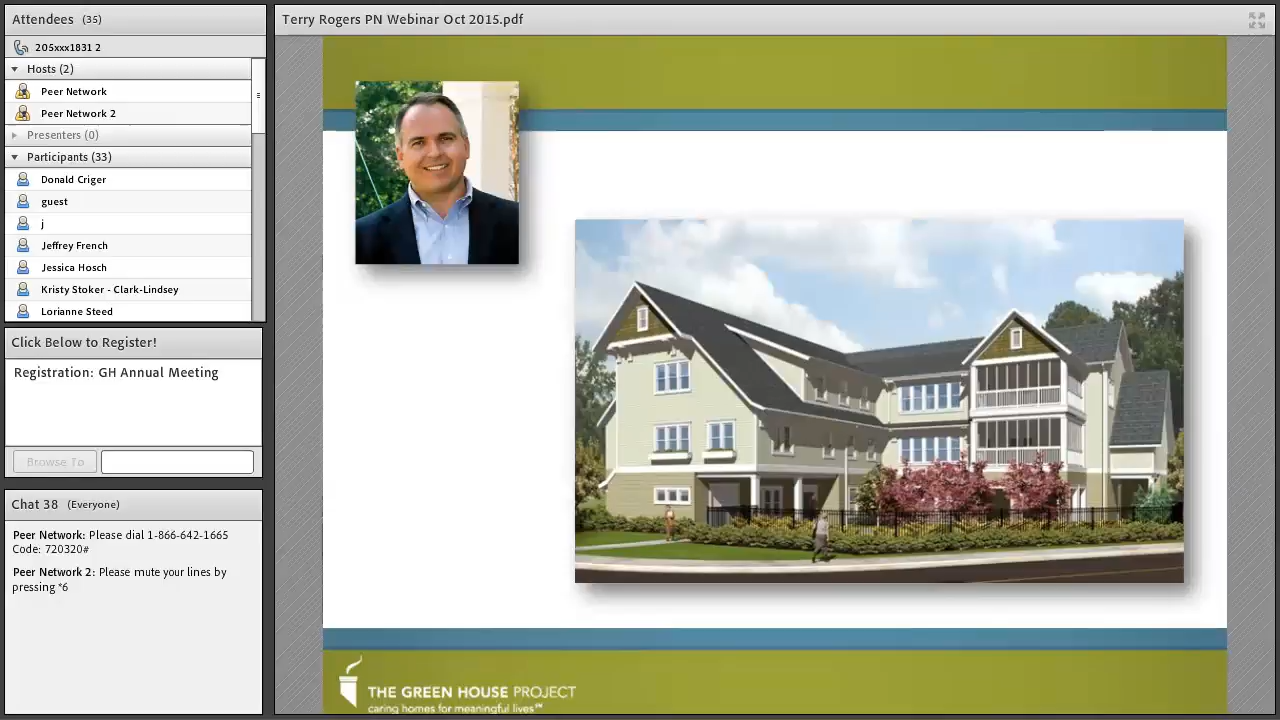 Attendees (35)
205xxx1831 2
Hosts (2)
Peer Network
Peer Network 2
Presenters (0)
Participants (33)
Donald Criger
guest
j
Jeffrey French
Jessica Hosch
Kristy Stoker - Clark-Lindsey
Lorianne Steed
Click Below to Register!
Registration: GH Annual Meeting
Browse To
Chat 38 (Everyone)
Peer Network: Please dial 1-866-642-1665
Code: 720320#
Peer Network 2: Please mute your lines by
pressing *6
Terry Rogers PN Webinar Oct 2015.pdf
THE GREEN HOUSE PROJECT
caring homes for meaningful lives℠